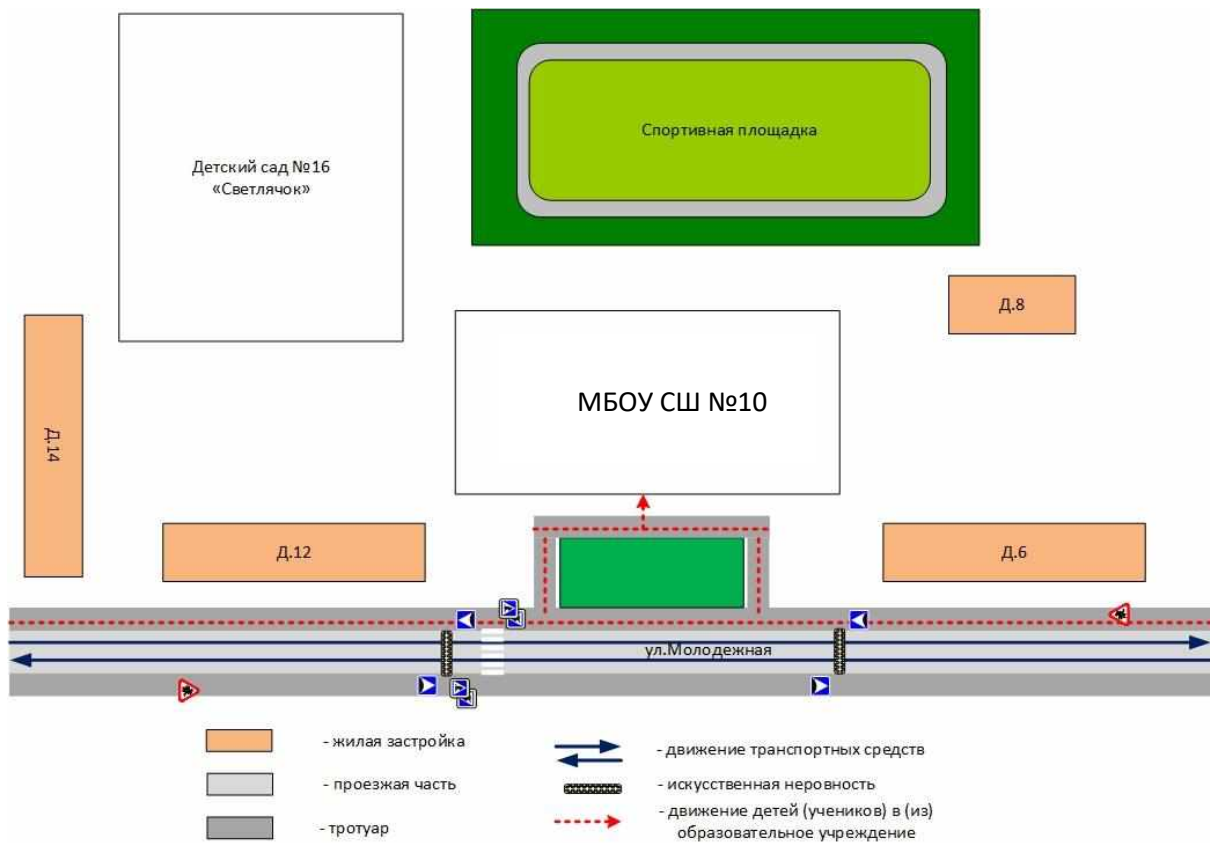 Детский сад №16
«Светлячок»
Спортивная площадка
Д.8
МБОУ СШ №10
Д.14
Д.12
Д.6
ул.Молодежная
- жилая застройка
- проезжая часть
- тротуар
- движение транспортных средств
- искусственная неровность
- движение детей (учеников) в (из)
образовательное учреждение